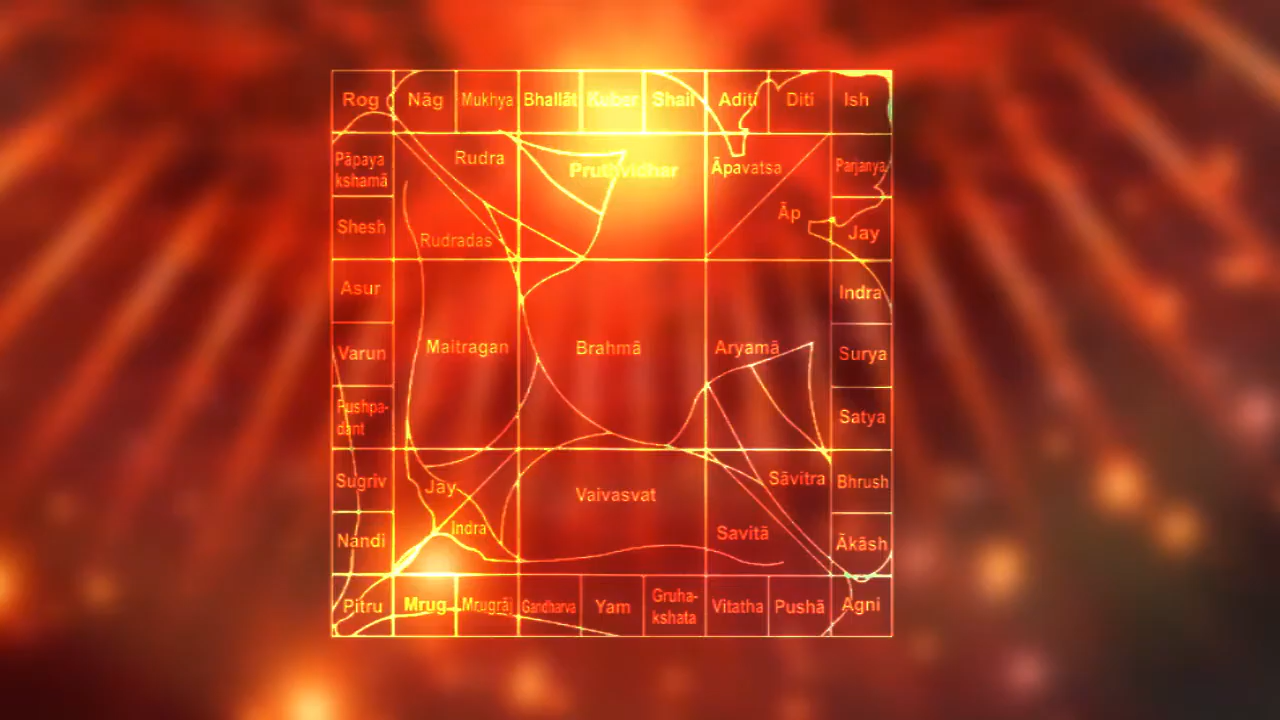 Rog Nāg Mukhya Bhallāt Kuber Shail Aditi Diti Ish
Rudra
Pāpaya
kshamā
Pruthvidhar
Āpavatsa
Parjanya
Shesh
Rudradas
Āp
Jay
Asur
Indra
Varun
Maitragan
Brahmā
Aryamā
Surya
Pushpa-
dant
Satya
Sugriv
Jay
Vaivasvat
Sāvitra
Bhrush
Nandi
Indra
Savitā
Ākāsh
Pitru Mrug Mrugrāj Gandharva Yam
Gruha-
kshata
Vitatha Pushā Agni